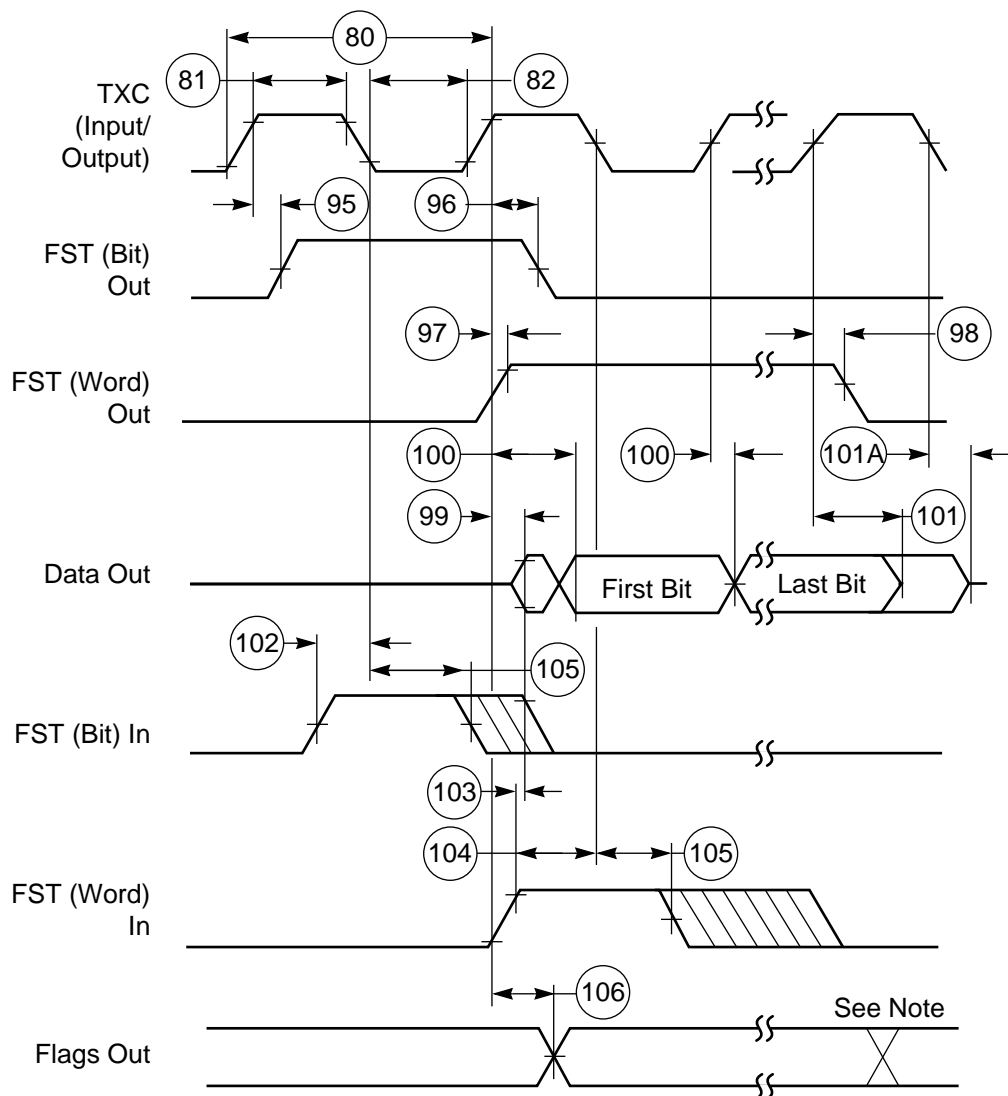 80
81
82
TXC
(Input/
Output)
95
96
FST (Bit)
Out
97
98
FST (Word)
Out
100
100
101A
99
101
Data Out
First Bit
Last Bit
102
105
FST (Bit) In
103
104
105
FST (Word)
In
106
See Note
Flags Out